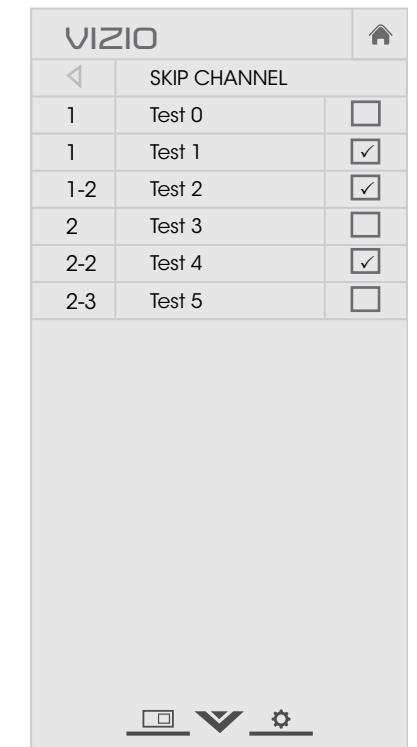 VIZIO
SKIP CHANNEL
1 Test 0
1 Test 1
1-2 Test 2
2 Test 3
2-2 Test 4
2-3 Test 5